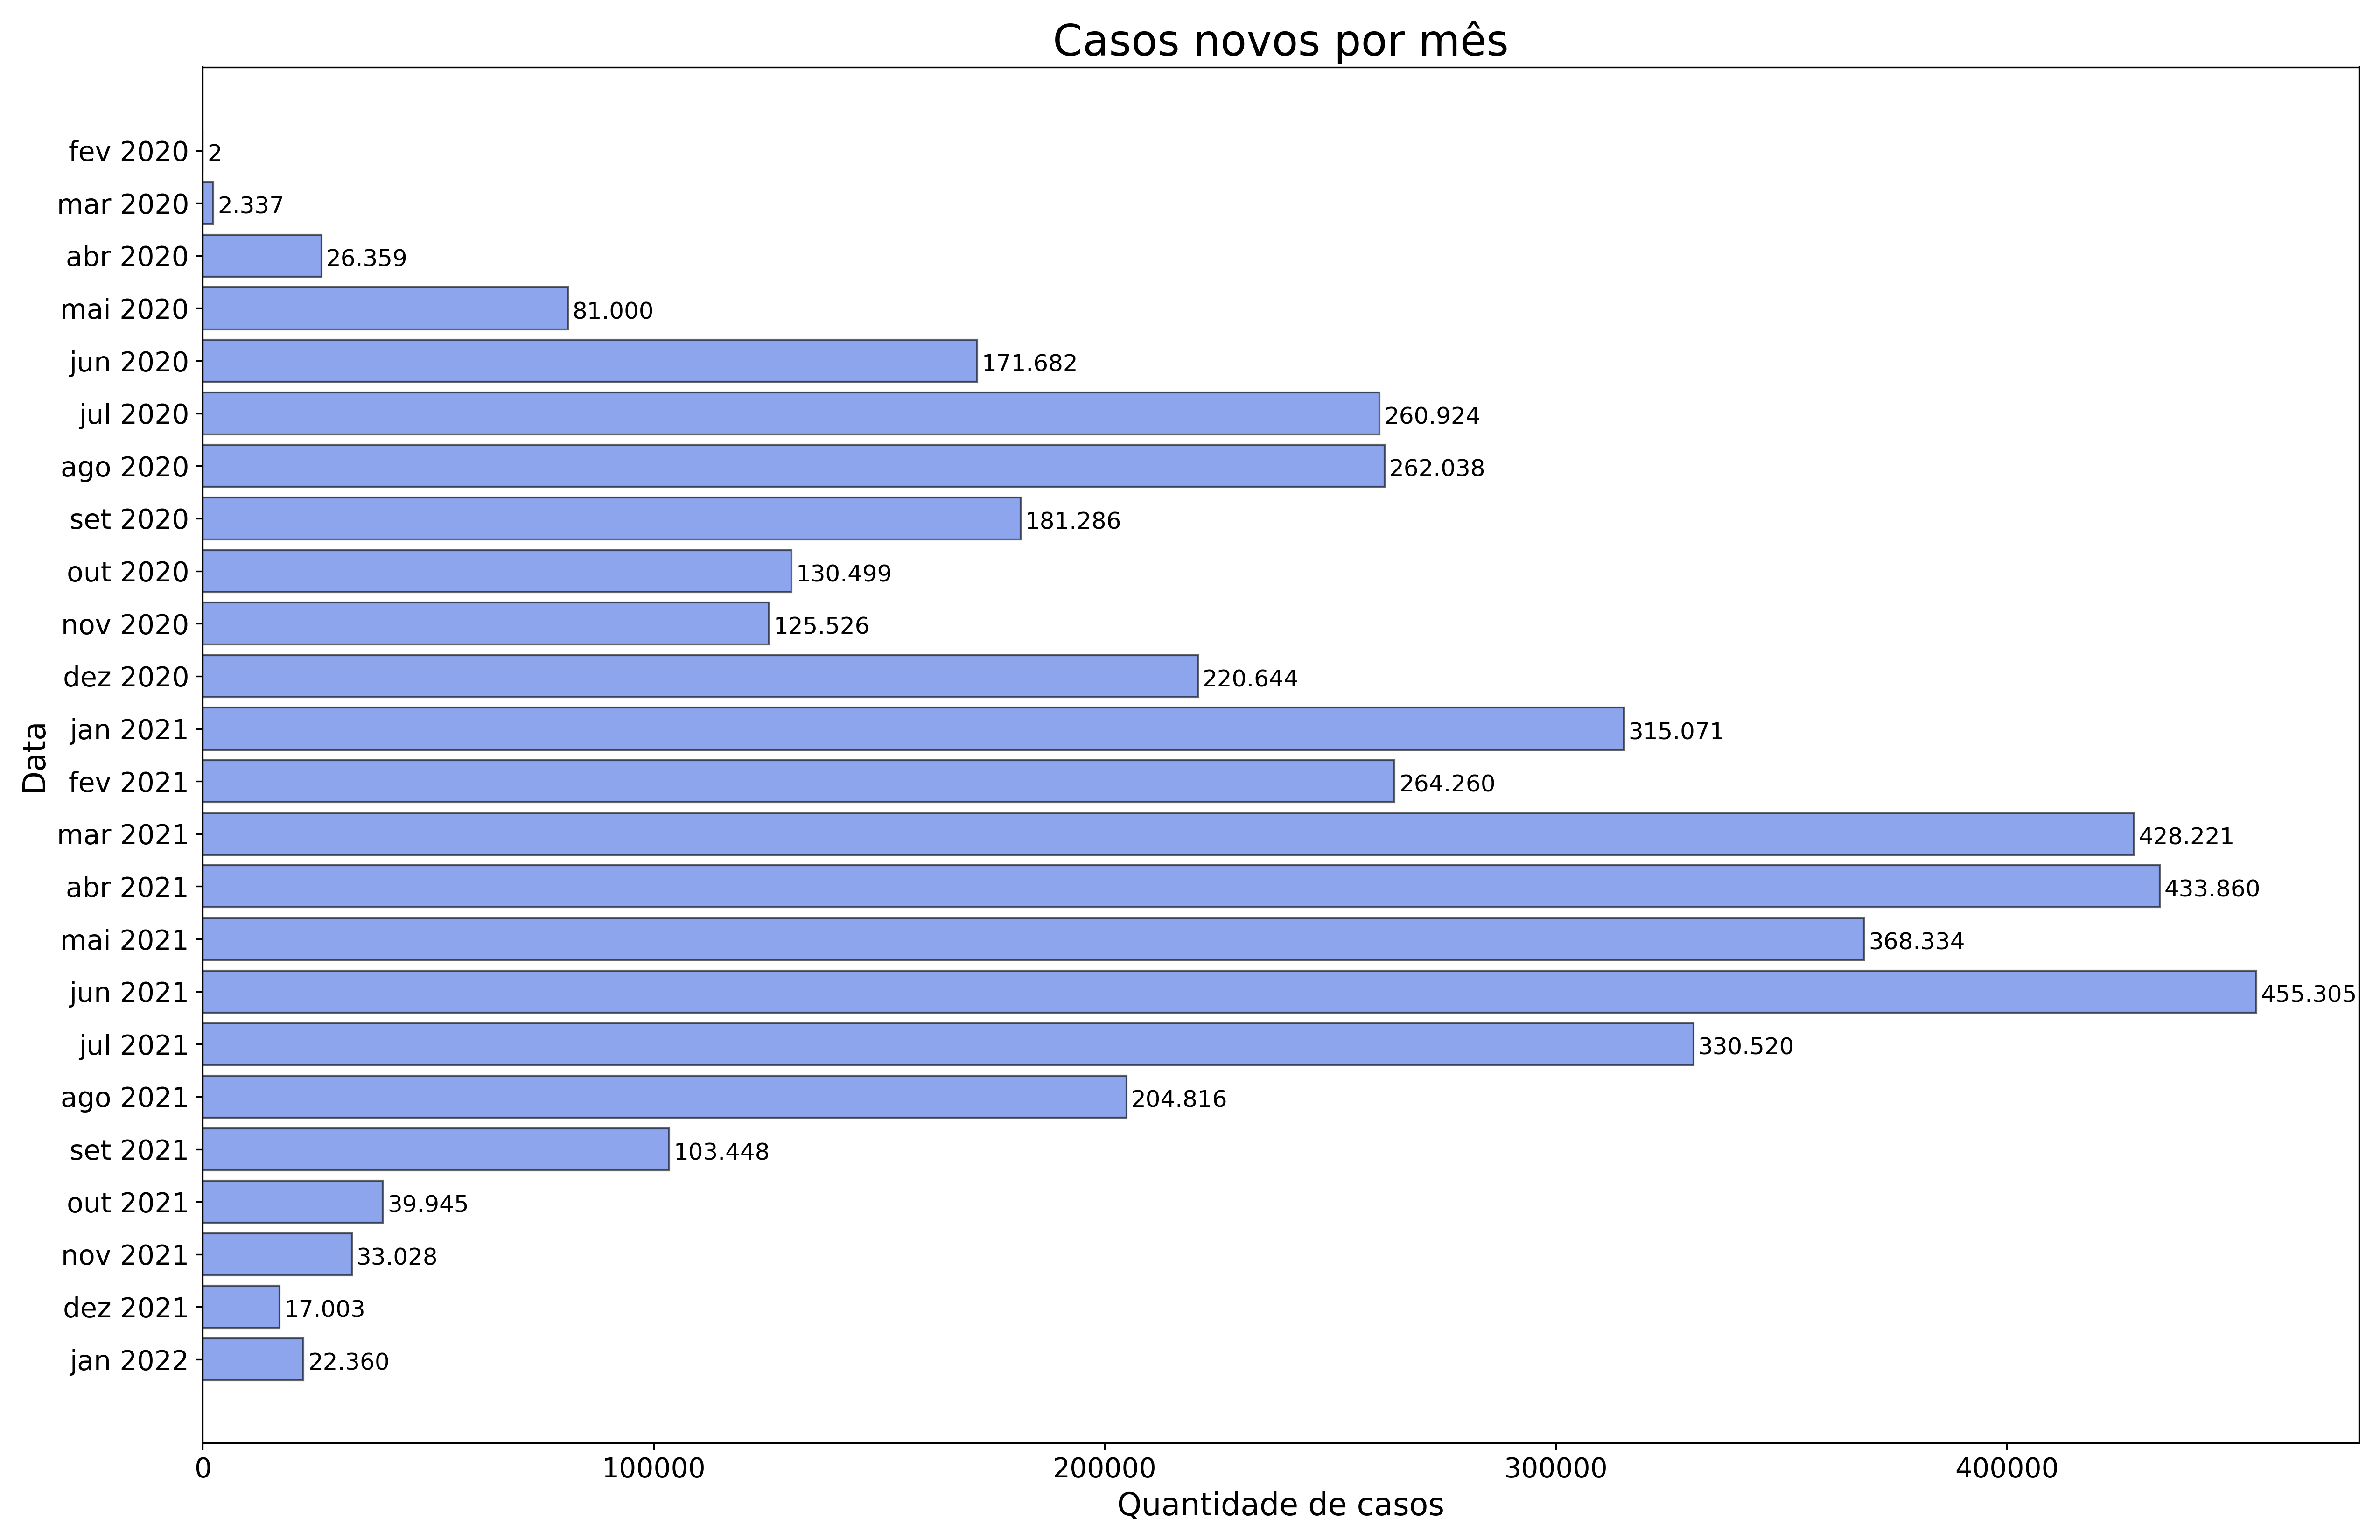 Casos novos por mês
fev 2020 2
mar 2020 2.337
abr 2020 26.359
mai 2020 81.000
jun 2020 171.682
jul 2020 260.924
ago 2020 262.038
set 2020 181.286
out 2020 130.499
nov 2020 125.526
dez 2020 220.644
jan 2021 315.071
Data
fev 2021 264.260
mar 2021 428.221
abr 2021 433.860
mai 2021 368.334
jun 2021 455.305
jul 2021 330.520
ago 2021 204.816
set 2021 103.448
out 2021 39.945
nov 2021 33.028
dez 2021 17.003
jan 2022 22.360
0 100000 200000 300000 400000
Quantidade de casos